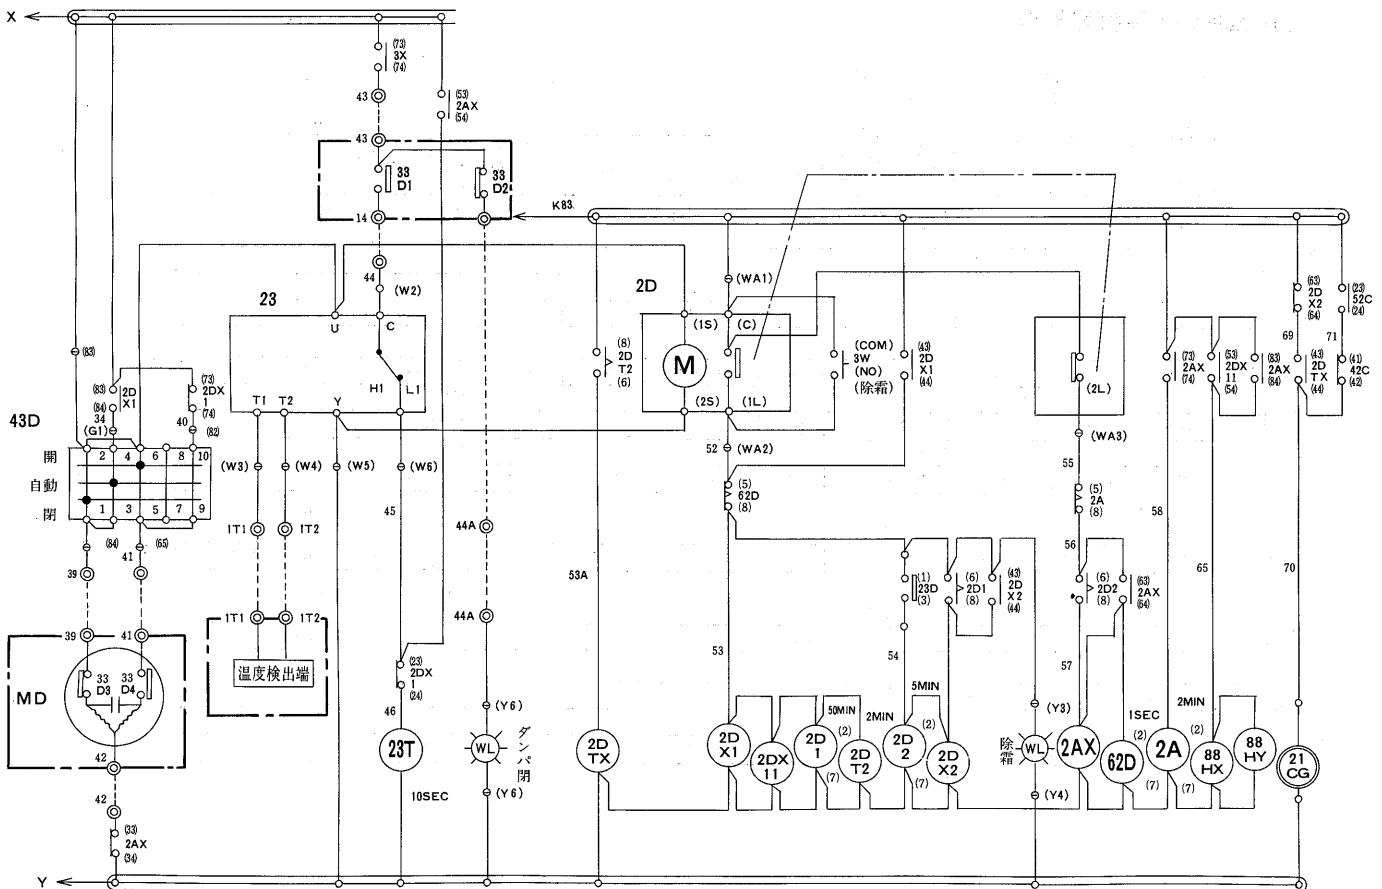 X
(73)
3X
(74)
43
(53)
2AX
(54)
43
33
D1
33
D2
14
K83.
44
(W2)
23
U
C
H1
L1
T1
T2
Y
2D
(1S)
(C)
M
(2S)
(1L)
(WA1)
(8)
2D
T2
(6)
(COM)
3W
(NO)
(除霜)
(43)
2D
X1
(44)
(2L)
(WA3)
(73)
2AX
(74)
(53)
2DX
11
(54)
(83)
2AX
(84)
(63)
2D
X2
(64)
69
(43)
2D
TX
(44)
(23)
52C
(24)
71
(41)
42C
(42)
(83)
(83)
2D
X1
(84)
34
(G1)
(73)
2DX
1
(74)
40
(82)
43D
開
自動
閉
2
4
6
8
10
1
3
5
7
9
(84)
41
(65)
39
39
41
MD
33
D3
33
D4
42
42
(33)
2AX
(34)
Y
(W3)
(W4)
(W5)
(W6)
45
1T1
1T2
1T1
1T2
温度検出端
(23)
2DX
1
(24)
46
23T
10SEC
44A
44A
(Y6)
WL
ダンパ閉
(Y6)
53A
2D
TX
52
(WA2)
(5)
62D
(8)
53
2D
X1
2DX
11
50MIN
2D
1
(2)
(7)
2MIN
2D
T2
(1)
23D
(3)
54
(6)
2D1
(8)
(43)
2D
X2
(44)
5MIN
2D
2
(2)
(7)
2D
X2
(Y3)
除霜
WL
(Y4)
55
(5)
2A
(8)
56
(6)
2D2
(8)
(63)
2AX
(64)
57
2AX
1SEC
62D
(2)
(7)
58
2A
2MIN
(2)
(7)
65
88
HX
88
HY
70
21
CG